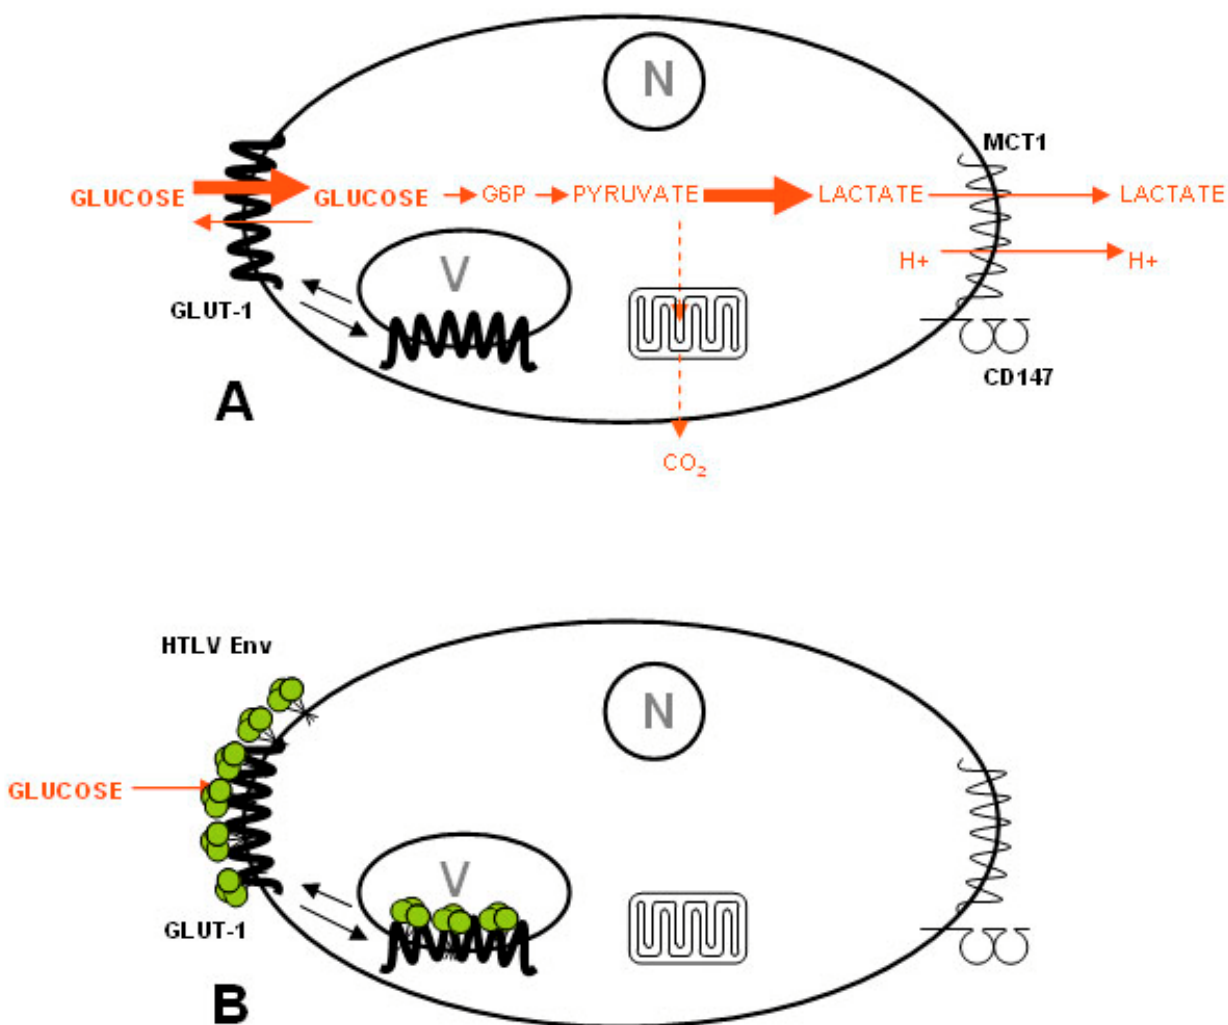 N
MCT1
GLUCOSE GLUCOSE G6P PYRUVATE LACTATE LACTATE
V
H+ H+
GLUT-1
CD147
A
CO2
HTLV Env
N
GLUCOSE
V
GLUT-1
B